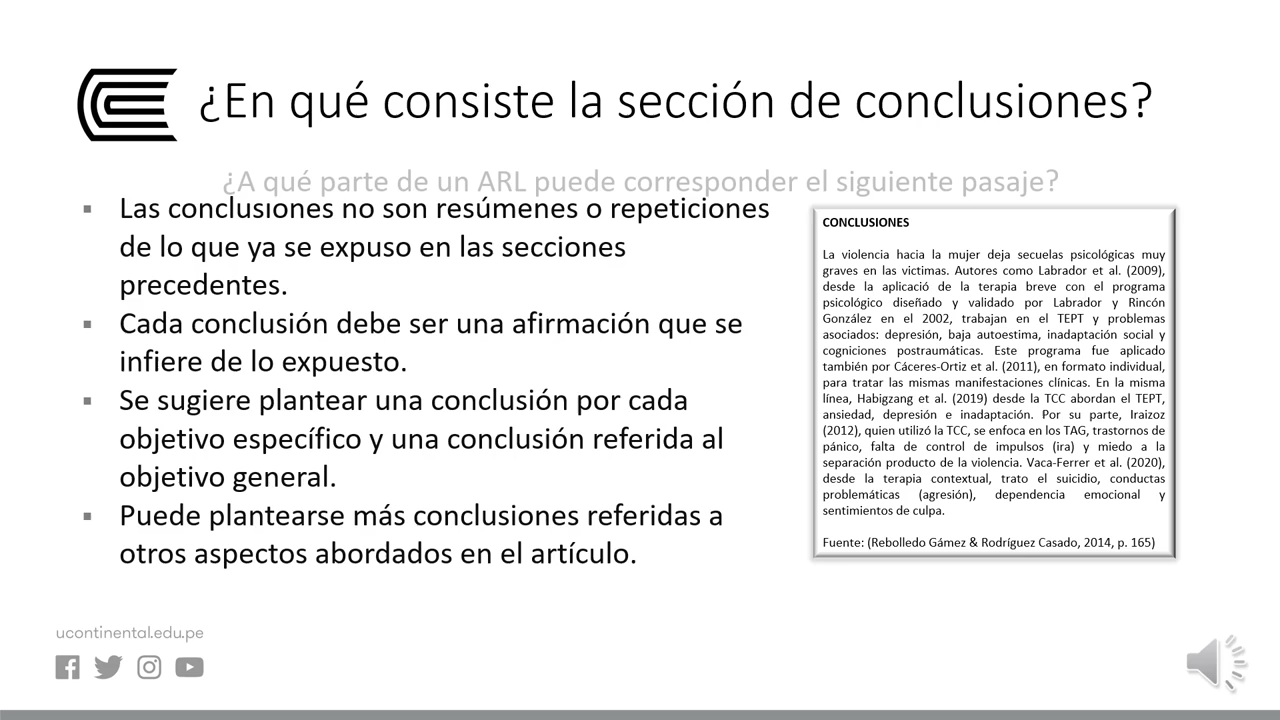 ¿En qué consiste la sección de conclusiones?
¿A qué parte de un ARL puede corresponder el siguiente pasaje?
▪ Las conclusiones no son resúmenes o repeticiones
de lo que ya se expuso en las secciones
precedentes.
▪ Cada conclusión debe ser una afirmación que se
infiere de lo expuesto.
▪ Se sugiere plantear una conclusión por cada
objetivo específico y una conclusión referida al
objetivo general.
▪ Puede plantearse más conclusiones referidas a
otros aspectos abordados en el artículo.
CONCLUSIONES
La violencia hacia la mujer deja secuelas psicológicas muy
graves en las victimas. Autores como Labrador et al. (2009),
desde la aplicació de la terapia breve con el programa
psicológico diseñado y validado por Labrador y Rincón
González en el 2002, trabajan en el TEPT y problemas
asociados: depresión, baja autoestima, inadaptación social y
cogniciones postraumáticas. Este programa fue aplicado
también por Cáceres-Ortiz et al. (2011), en formato individual,
para tratar las mismas manifestaciones clínicas. En la misma
línea, Habigzang et al. (2019) desde la TCC abordan el TEPT,
ansiedad, depresión e inadaptación. Por su parte, Iraizoz
(2012), quien utilizó la TCC, se enfoca en los TAG, trastornos de
pánico, falta de control de impulsos (ira) y miedo a la
separación producto de la violencia. Vaca-Ferrer et al. (2020),
desde la terapia contextual, trato el suicidio, conductas
problemáticas (agresión), dependencia emocional y
sentimientos de culpa.
Fuente: (Rebolledo Gámez & Rodríguez Casado, 2014, p. 165)
ucontinental.edu.pe